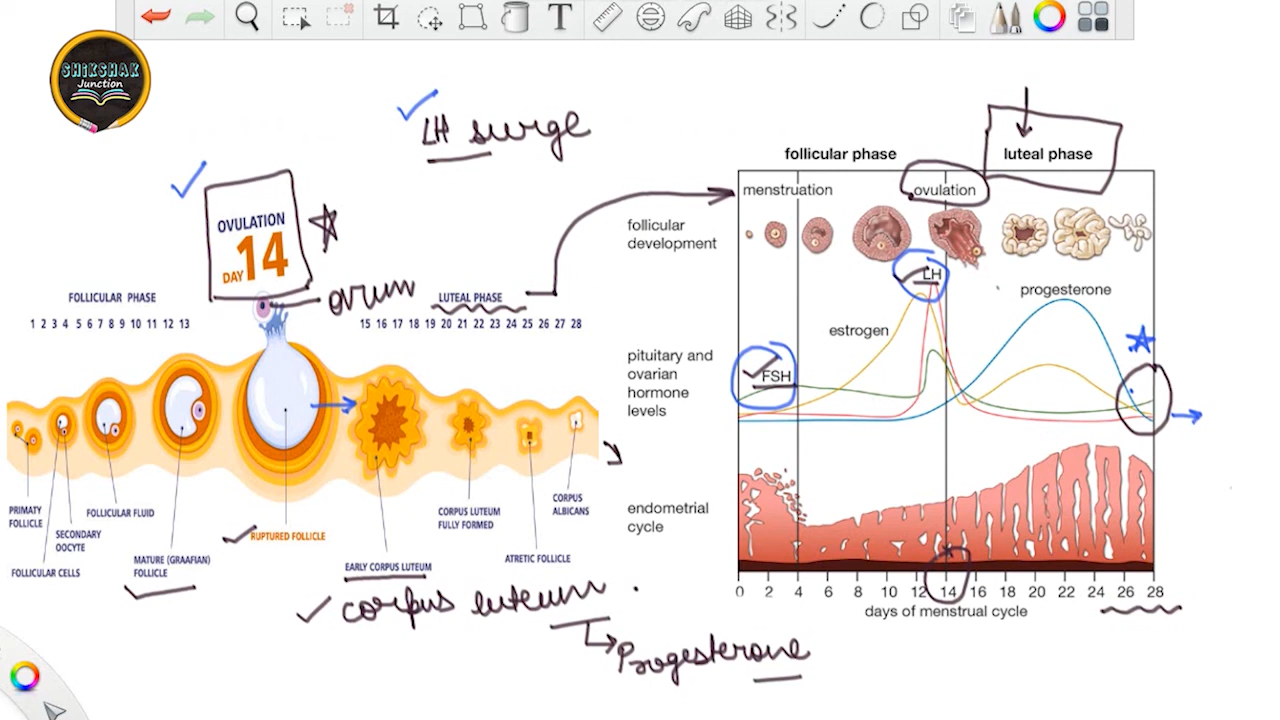 SHiKSHAK
Junction
LH surge
OVULATION
DAY 14
ovum
FOLLICULAR PHASE
1 2 3 4 5 6 7 8 9 10 11 12 13
LUTEAL PHASE
15 16 17 18 19 20 21 22 23 24 25 26 27 28
PRIMATY
FOLLICLE
SECONDARY
OOCYTE
FOLLICULAR CELLS
FOLLICULAR FLUID
MATURE (GRAAFIAN)
FOLLICLE
RUPTURED FOLLICLE
EARLY CORPUS LUTEUM
CORPUS LUTEUM
FULLY FORMED
ATRETIC FOLLICLE
CORPUS
ALBICANS
corpus luteum
Progesterone
follicular phase
luteal phase
menstruation
ovulation
follicular
development
LH
progesterone
estrogen
FSH
pituitary and
ovarian
hormone
levels
endometrial
cycle
0 2 4 6 8 10 12 14 16 18 20 22 24 26 28
days of menstrual cycle